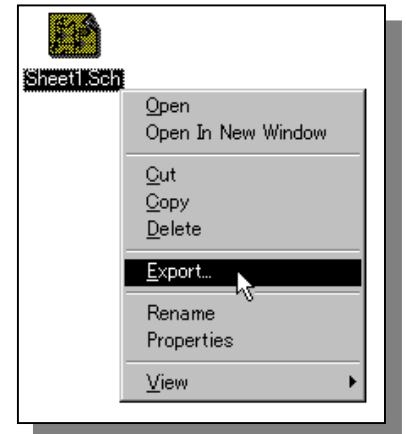 Sheet1.Sch
Open
Open In New Window
Cut
Copy
Delete
Export...
Rename
Properties
View